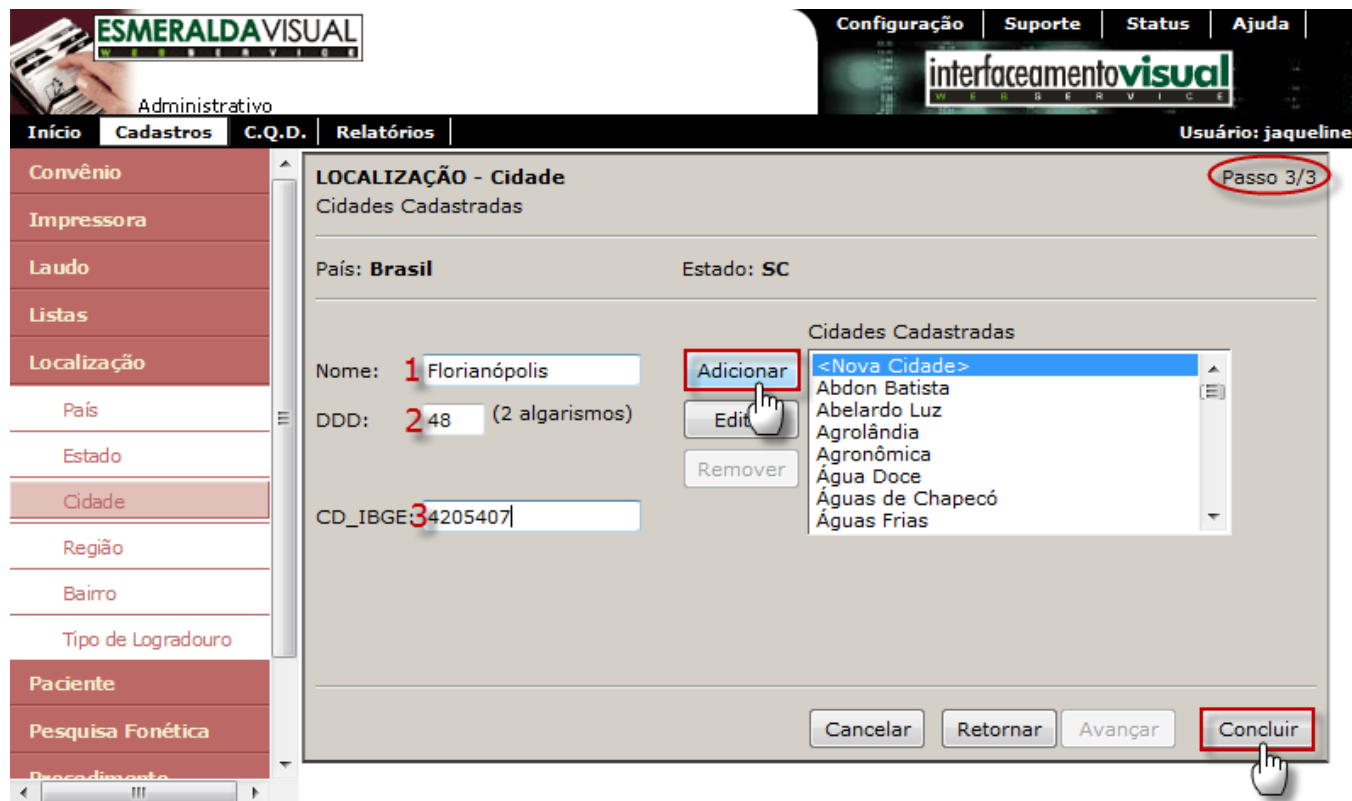 ESMERALDAVISUAL
WEBSERVICE
Administrativo
Configuração Suporte Status Ajuda
interfaceamentovisual
WEBSERVICE
Início Cadastros C.Q.D. Relatórios
Usuário: jaqueline
Convênio
Impressora
Laudo
Listas
Localização
País
Estado
Cidade
Região
Bairro
Tipo de Logradouro
Paciente
Pesquisa Fonética
Procedimento
LOCALIZAÇÃO - Cidade
Passo 3/3
Cidades Cadastradas
País: Brasil Estado: SC
Nome: 1 Florianópolis
DDD: 2 48 (2 algarismos)
CD_IBGE: 3 4205407
Adicionar
Edit
Remover
Cidades Cadastradas
<Nova Cidade>
Abdon Batista
Abelardo Luz
Agrolândia
Agronômica
Água Doce
Águas de Chapecó
Águas Frias
Cancelar Retornar Avançar Concluir